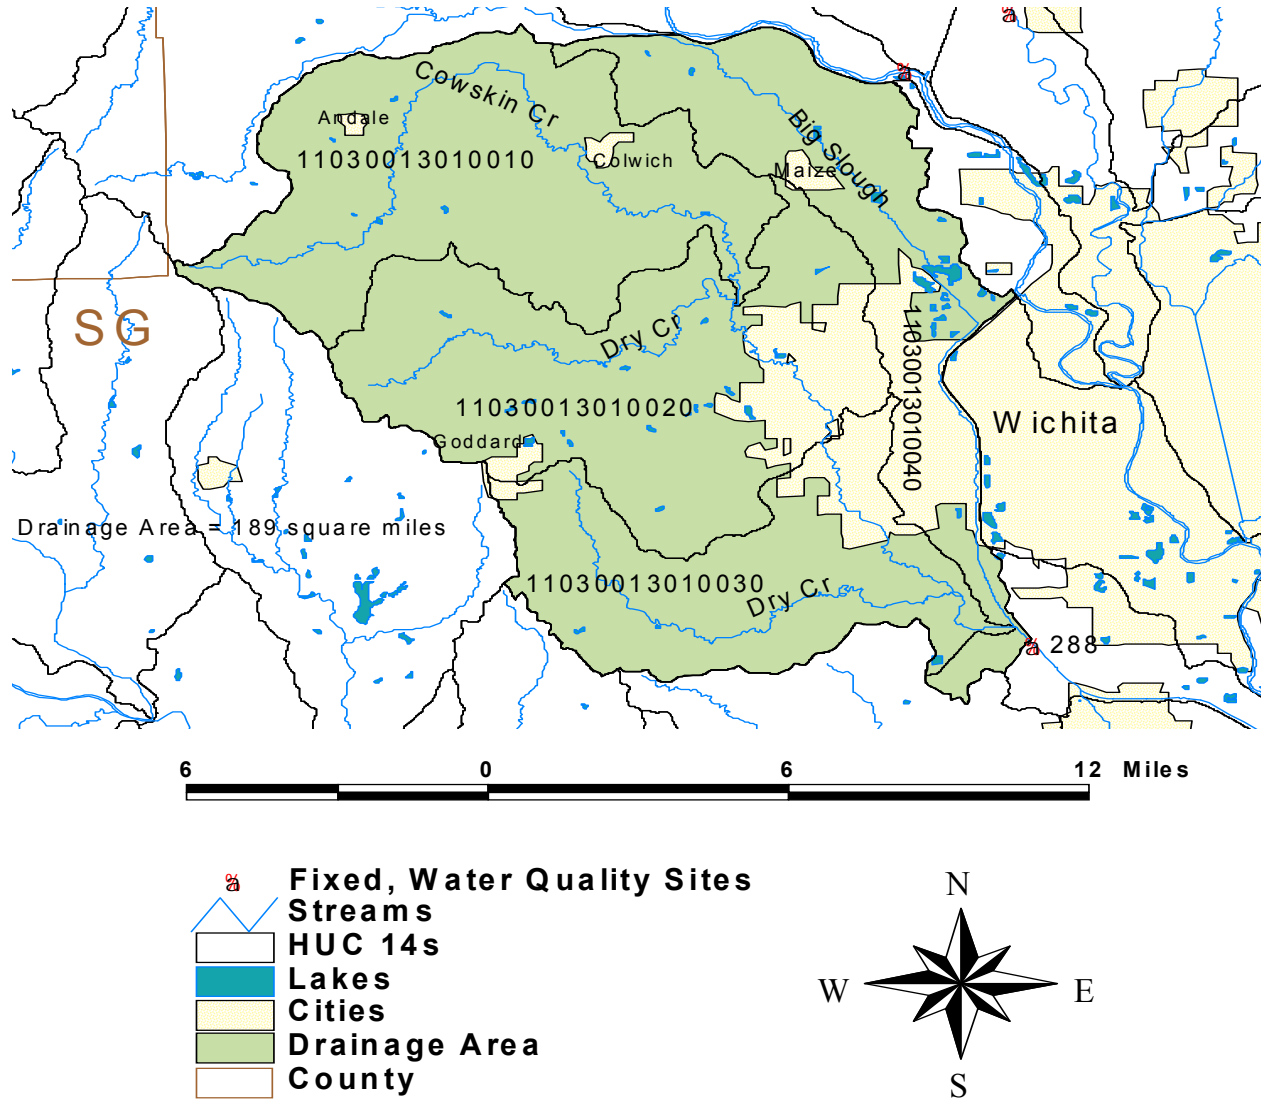 Cowskin Cr
Andale
11030013010010
Colwich
Big Slough
Maize
SG
Dry Cr
11030013010020
11030013010040
Wichita
Goddard
Drainage Area = 189 square miles
11030013010030
Dry Cr
288
6 0 6 12 Miles
Fixed, Water Quality Sites
Streams
HUC 14s
Lakes
Cities
Drainage Area
County
N
W E
S